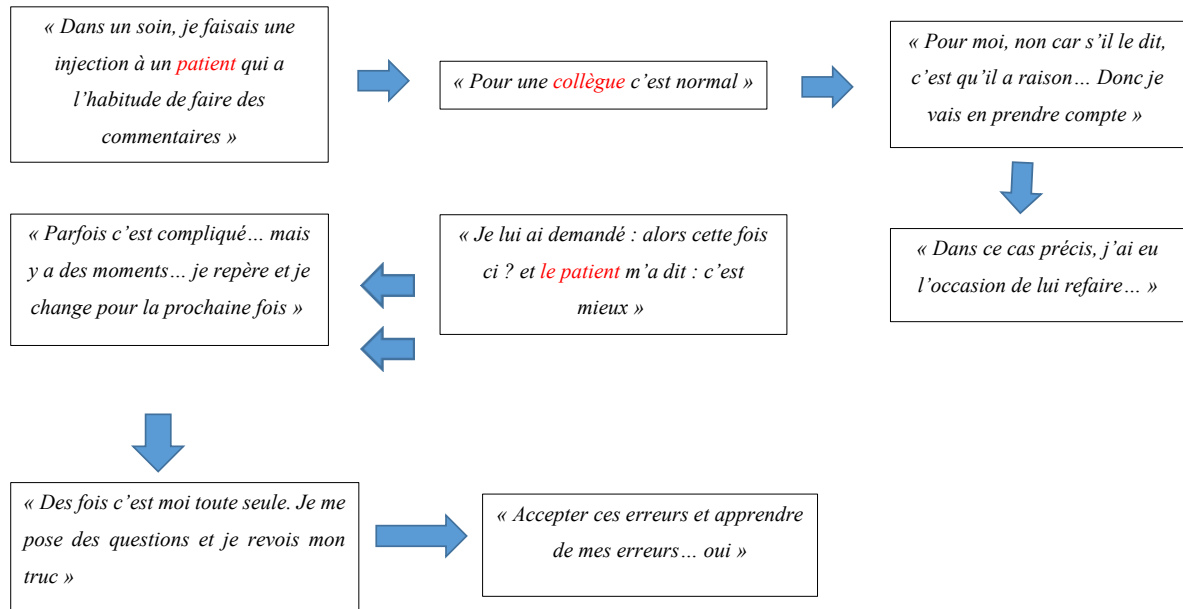 « Dans un soin, je faisais une
injection à un patient qui a
l’habitude de faire des
commentaires »
« Pour une collègue c’est normal »
« Pour moi, non car s’il le dit,
c’est qu’il a raison… Donc je
vais en prendre compte »
« Dans ce cas précis, j’ai eu
l’occasion de lui refaire… »
« Je lui ai demandé : alors cette fois
ci ? et le patient m’a dit : c’est
mieux »
« Parfois c’est compliqué… mais
y a des moments… je repère et je
change pour la prochaine fois »
« Des fois c’est moi toute seule. Je me
pose des questions et je revois mon
truc »
« Accepter ces erreurs et apprendre
de mes erreurs… oui »